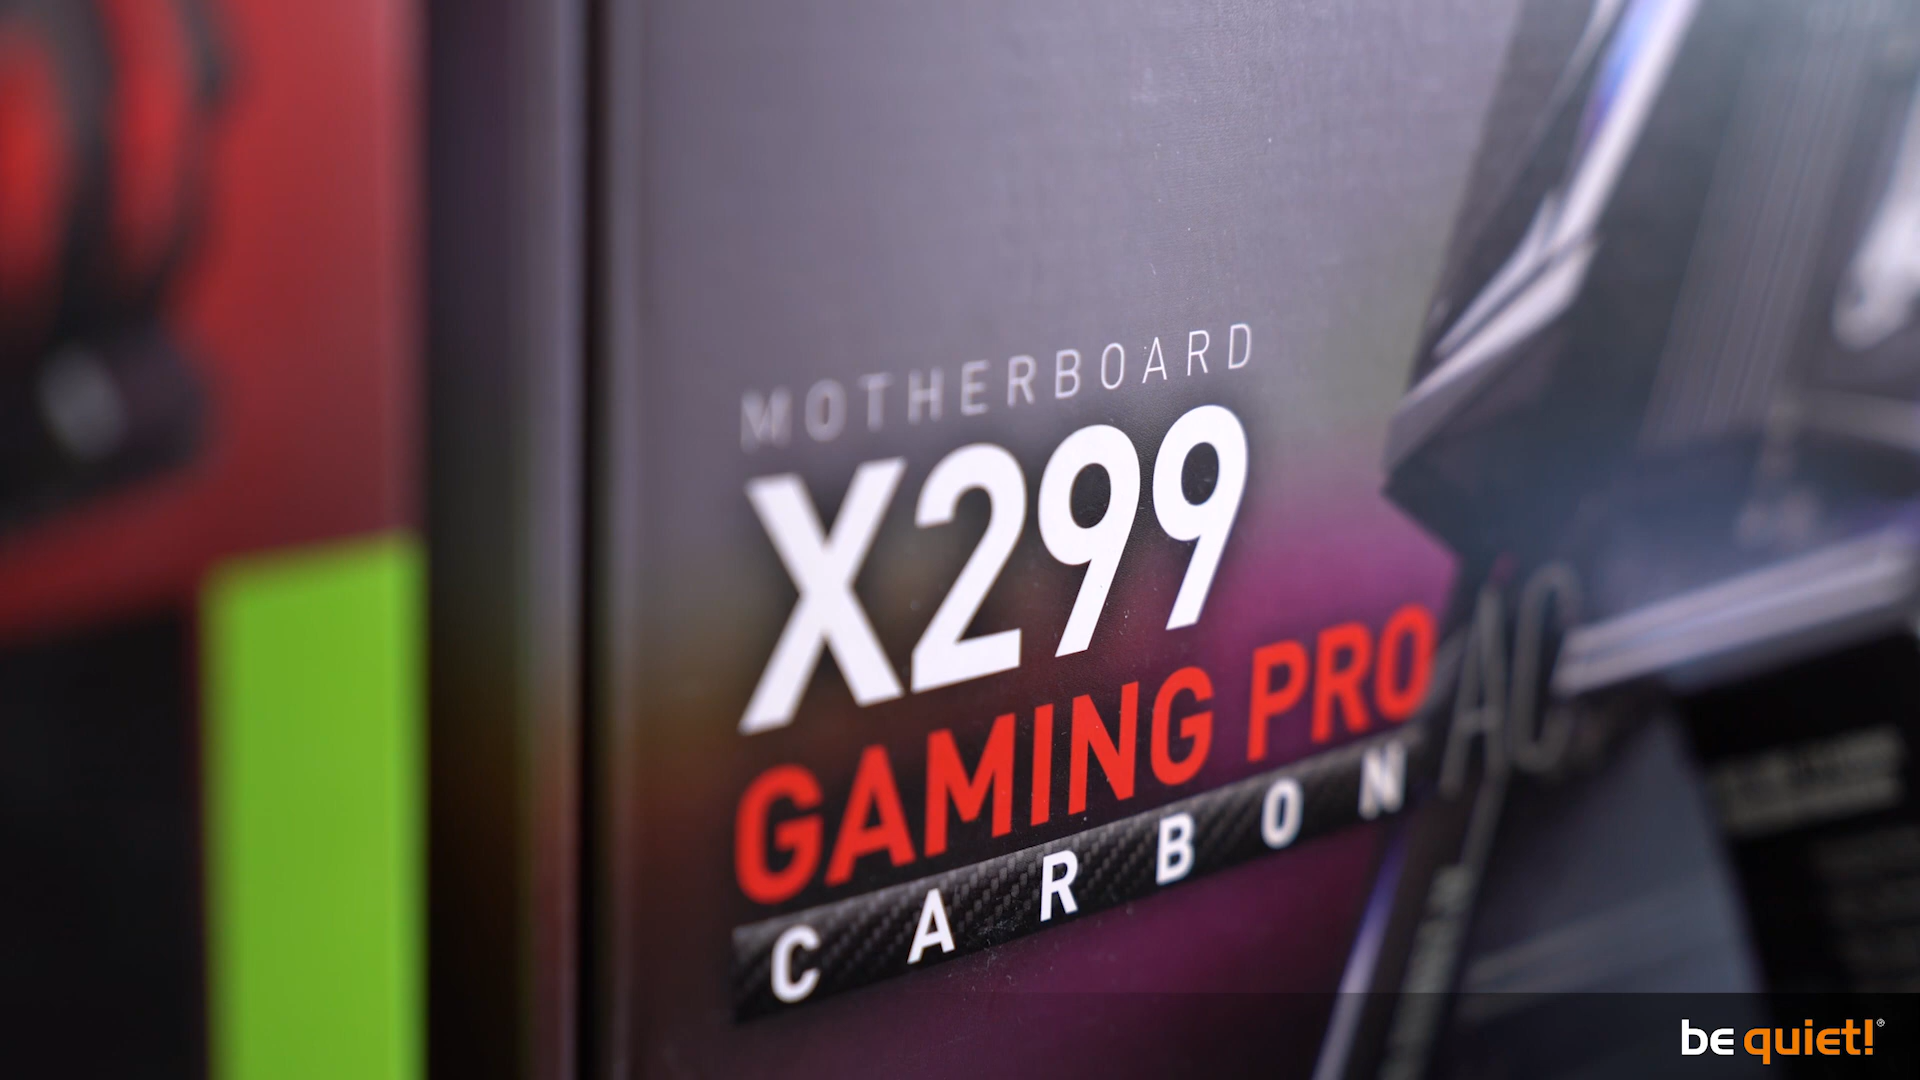 MOTHERBOARD
X299
GAMING PRO
CARBON AC
be quiet!®